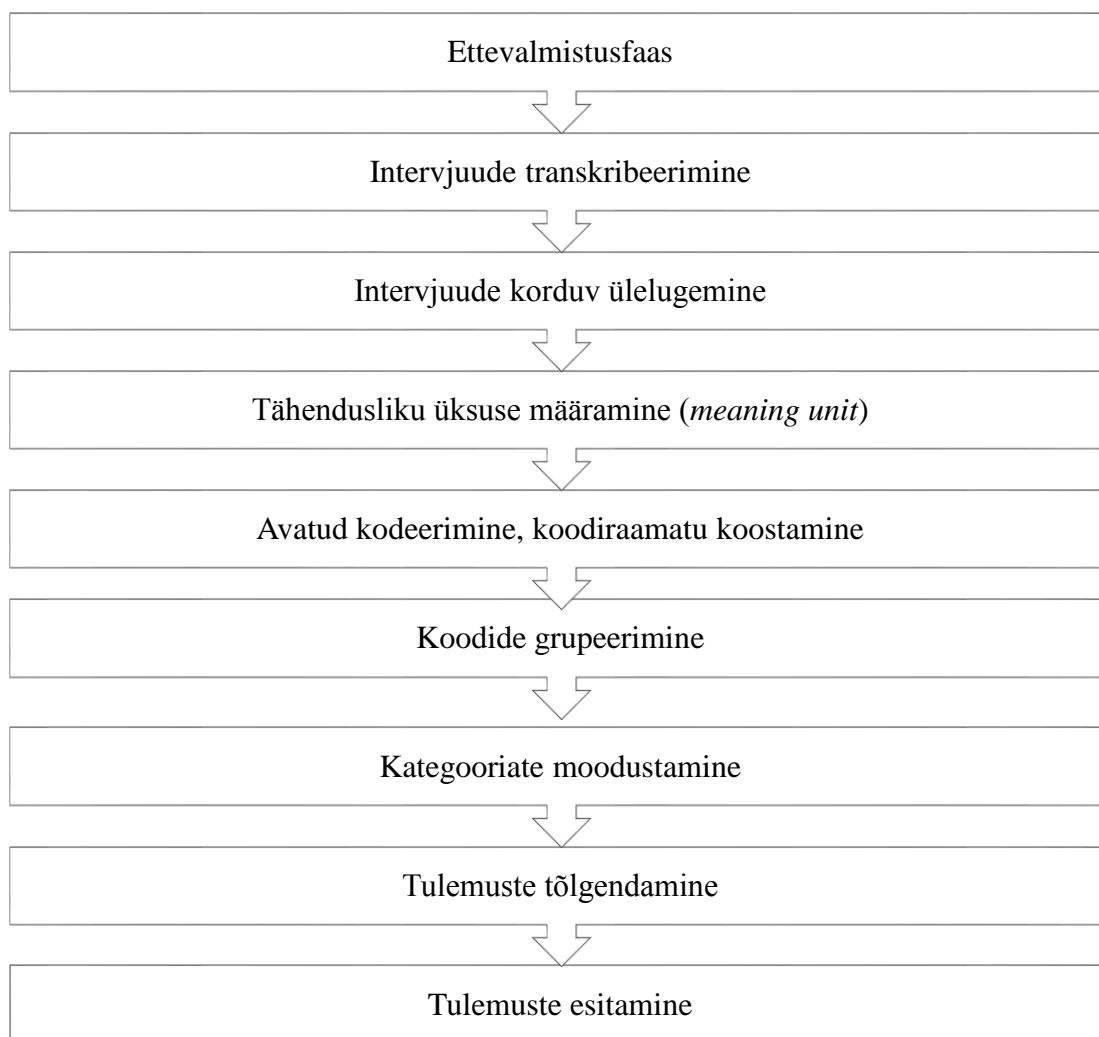 Ettevalmistusfaas
Intervjuude transkribeerimine
Intervjuude korduv ülelugemine
Tähendusliku üksuse määramine (meaning unit)
Avatud kodeerimine, koodiraamatu koostamine
Koodide grupeerimine
Kategooriate moodustamine
Tulemuste tõlgendamine
Tulemuste esitamine